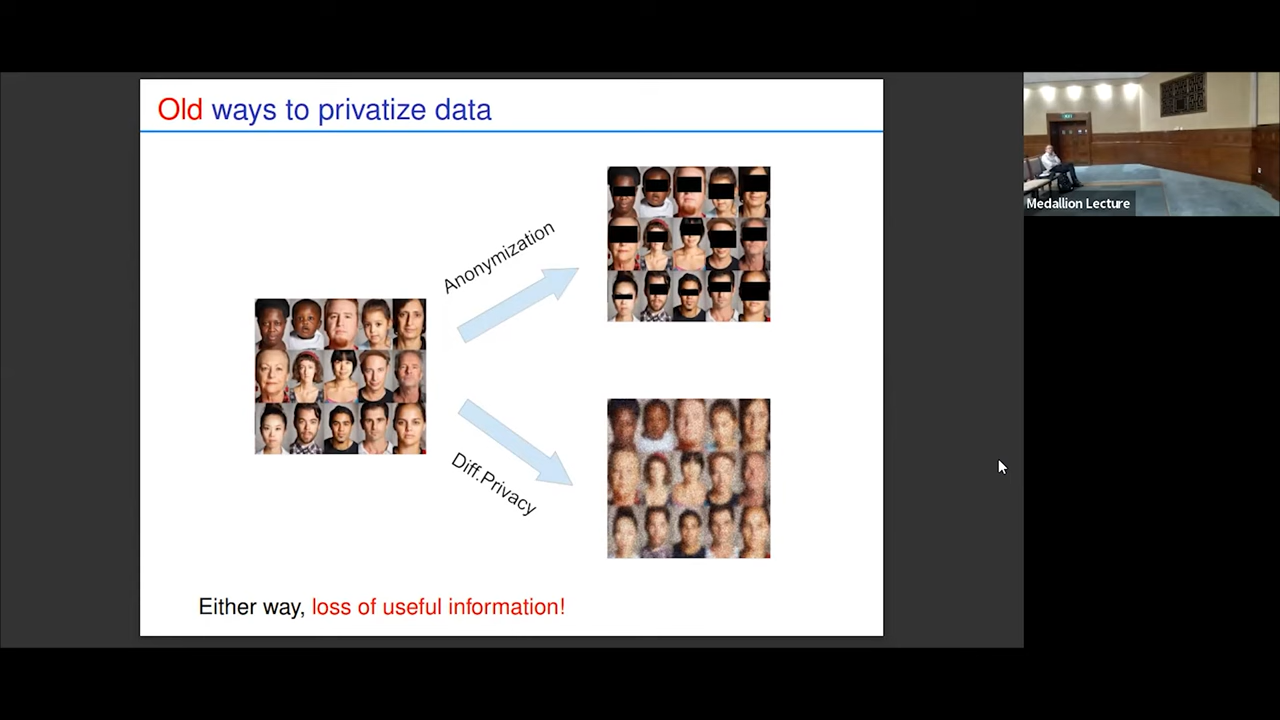 Old ways to privatize data
Anonymization
Diff.Privacy
Either way, loss of useful information!
Medallion Lecture